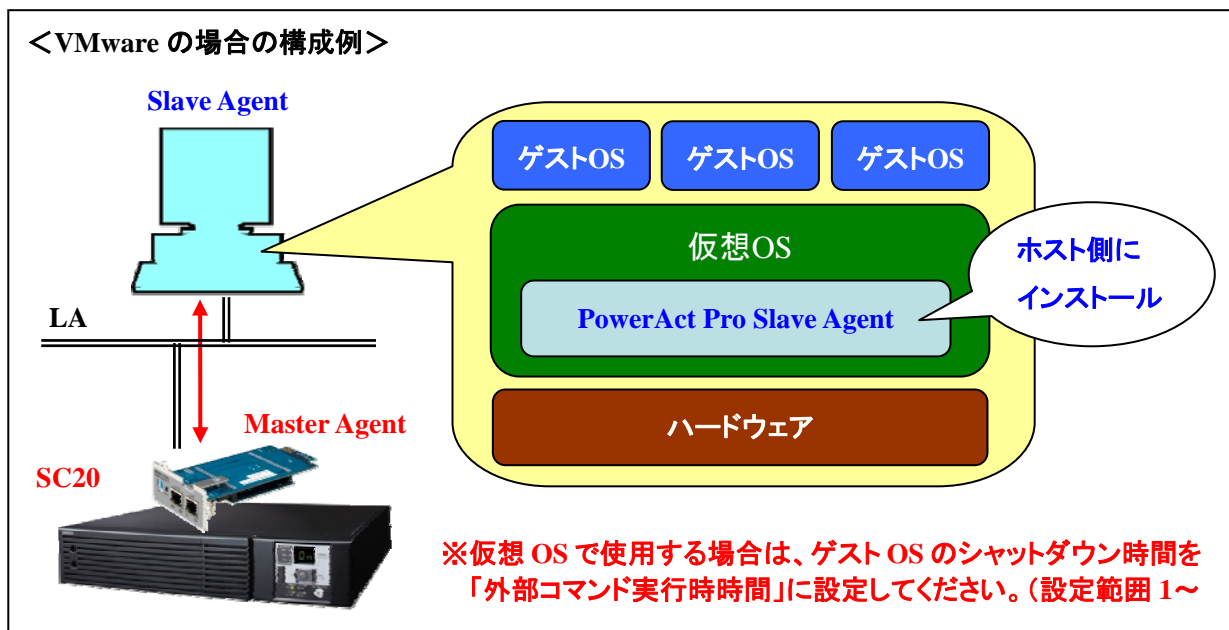 ＜VMware の場合の構成例＞
Slave Agent
ゲストOS ゲストOS ゲストOS
仮想OS
ホスト側に
インストール
PowerAct Pro Slave Agent
LA
ハードウェア
Master Agent
SC20
※仮想 OS で使用する場合は、ゲスト OS のシャットダウン時間を
「外部コマンド実行時時間」に設定してください。（設定範囲 1～